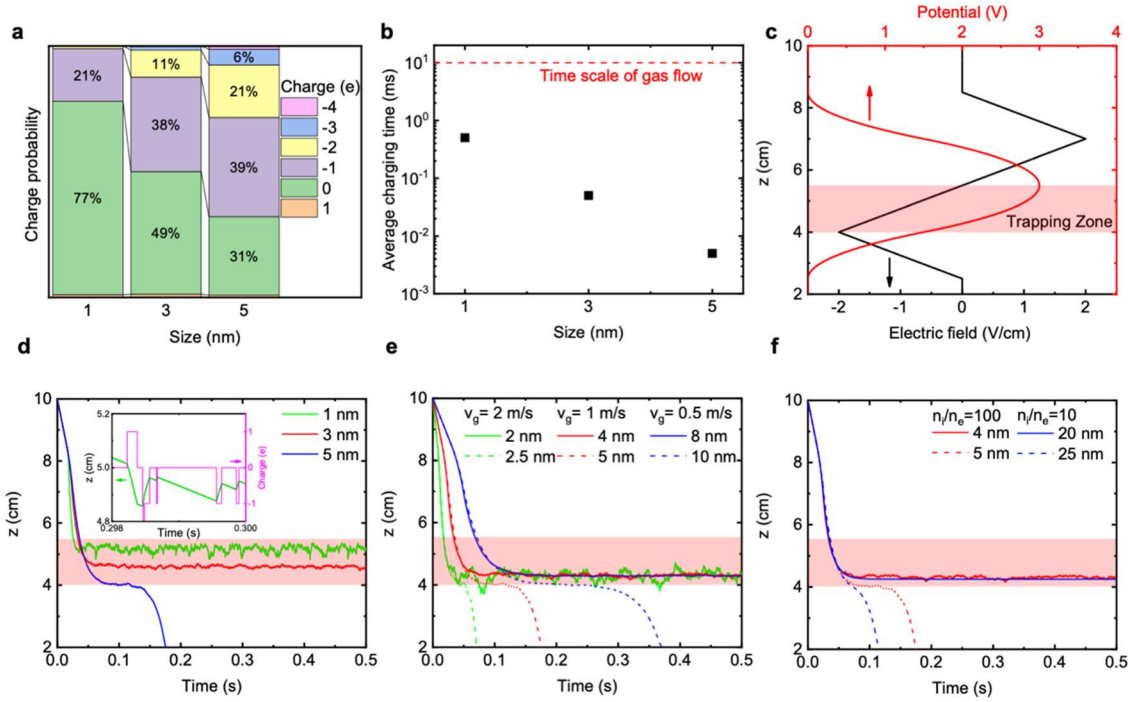 a
Charge probability
21%
77%
11%
38%
49%
6%
21%
39%
31%
Charge (e)
-4
-3
-2
-1
0
1
1 3 5
Size (nm)
b
Average charging time (ms)
10¹
10⁰
10⁻¹
10⁻²
10⁻³
Time scale of gas flow
1 3 5
Size (nm)
c
Potential (V)
0 1 2 3 4
z (cm)
10
8
6
4
2
Trapping Zone
-2 -1 0 1 2
Electric field (V/cm)
d
z (cm)
10
8
6
4
2
1 nm
3 nm
5 nm
5.2
5.0
4.8
z (cm)
1
0
-1
Charge (e)
0.298 0.300
Time (s)
0.0 0.1 0.2 0.3 0.4 0.5
Time (s)
e
z (cm)
10
8
6
4
2
v_g= 2 m/s v_g= 1 m/s v_g= 0.5 m/s
2 nm 4 nm 8 nm
2.5 nm 5 nm 10 nm
0.0 0.1 0.2 0.3 0.4 0.5
Time (s)
f
z (cm)
10
8
6
4
2
n_i/n_e=100 n_i/n_e=10
4 nm 20 nm
5 nm 25 nm
0.0 0.1 0.2 0.3 0.4 0.5
Time (s)